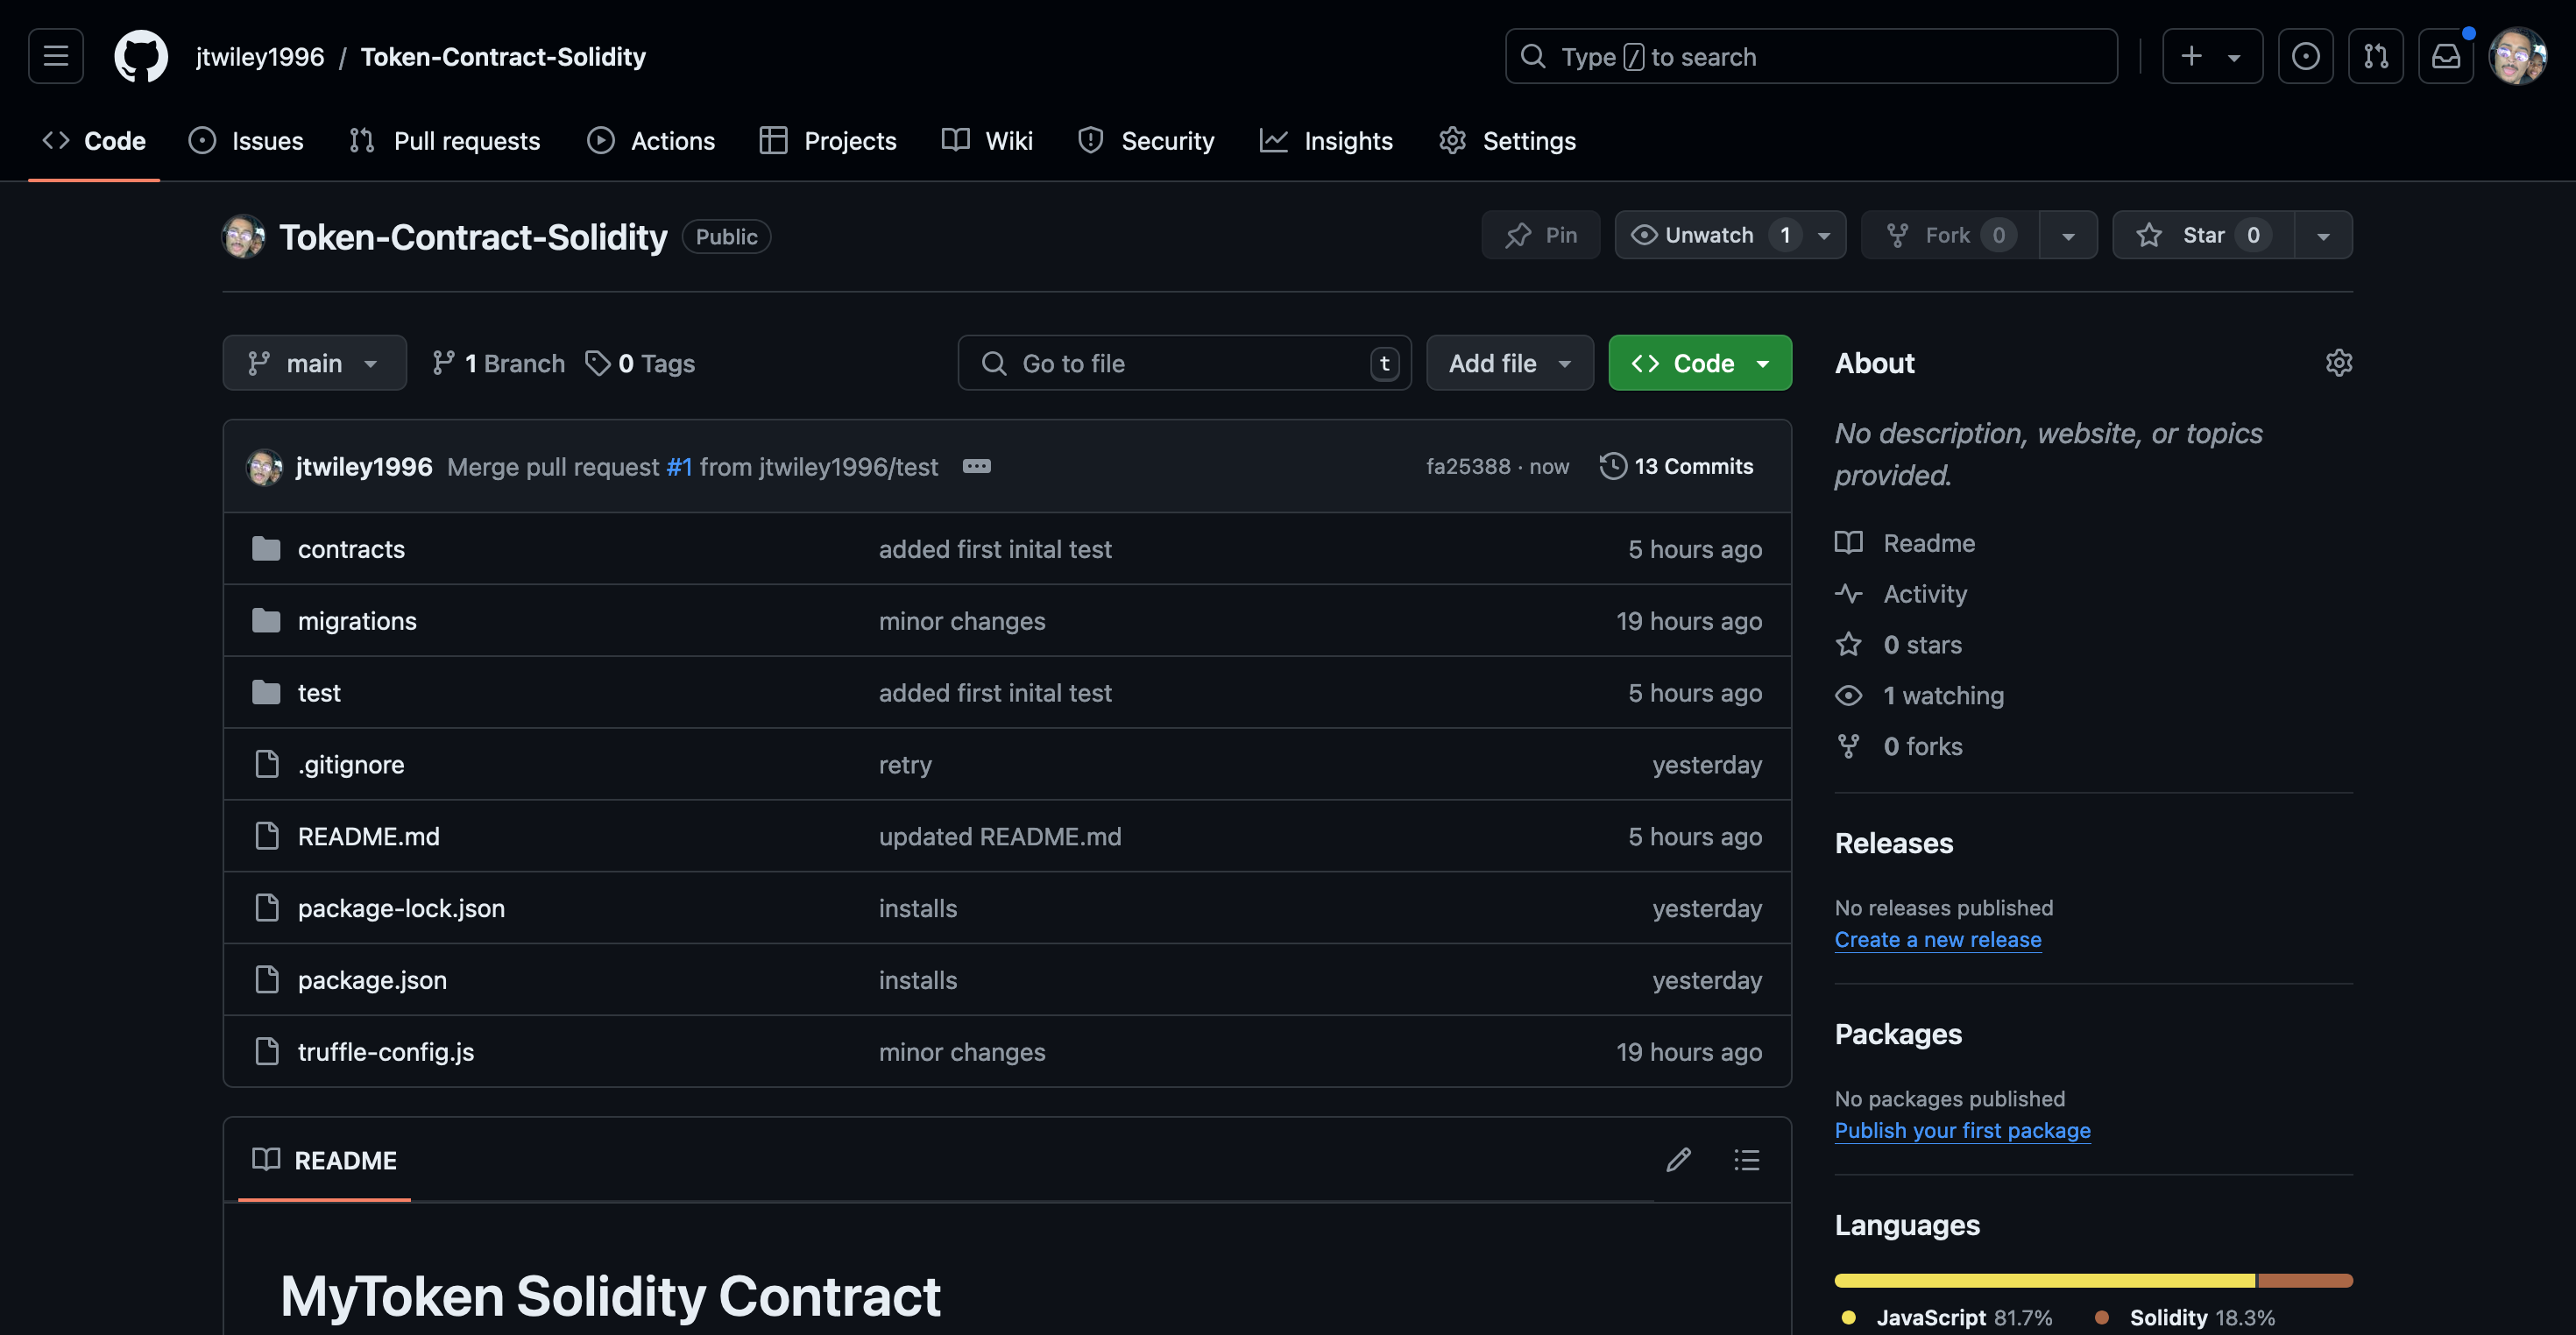 jtwiley1996 / Token-Contract-Solidity
Type / to search
Code Issues Pull requests Actions Projects Wiki Security Insights Settings
Token-Contract-Solidity Public
Pin Unwatch 1 Fork 0 Star 0
main 1 Branch 0 Tags
Go to file t Add file Code
jtwiley1996 Merge pull request #1 from jtwiley1996/test fa25388 · now 13 Commits
contracts added first inital test 5 hours ago
migrations minor changes 19 hours ago
test added first inital test 5 hours ago
.gitignore retry yesterday
README.md updated README.md 5 hours ago
package-lock.json installs yesterday
package.json installs yesterday
truffle-config.js minor changes 19 hours ago
README
MyToken Solidity Contract
About
No description, website, or topics
provided.
Readme
Activity
0 stars
1 watching
0 forks
Releases
No releases published
Create a new release
Packages
No packages published
Publish your first package
Languages
JavaScript 81.7% Solidity 18.3%